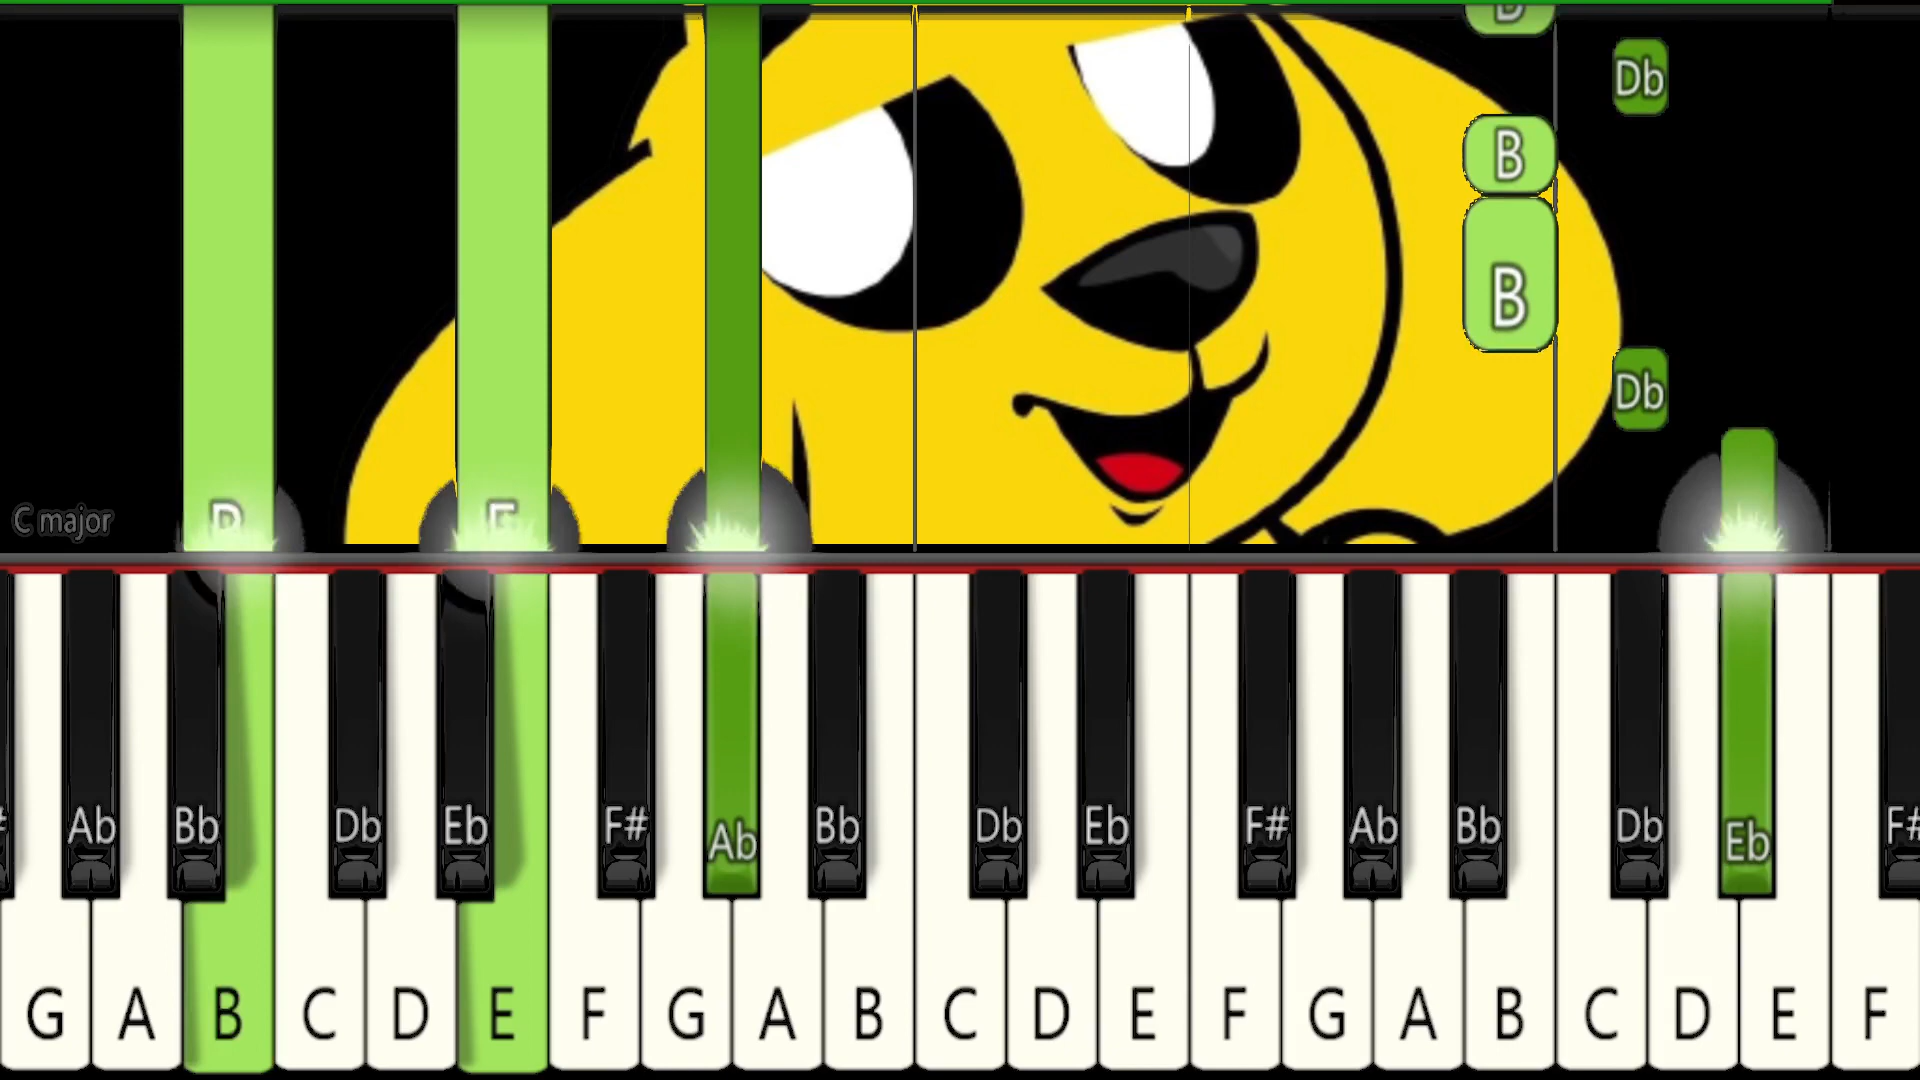 Db
B
B
Db
C major
Ab Bb Db Eb F# Ab Bb Db Eb F# Ab Bb Db Eb F#
G A B C D E F G A B C D E F G A B C D E F